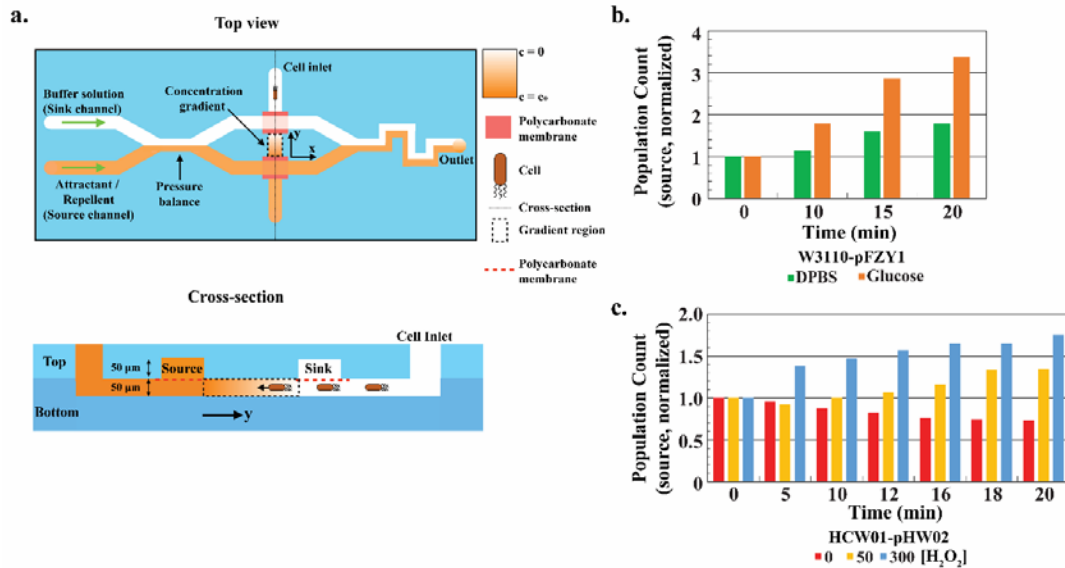 a.
Top view
Cell inlet
c = 0
c = c₀
Concentration
gradient
Buffer solution
(Sink channel)
Attractant /
Repellent
(Source channel)
Pressure
balance
y
x
Outlet
Polycarbonate
membrane
Cell
Cross-section
Gradient region
Polycarbonate
membrane
Cross-section
Cell Inlet
Top
50 µm
Source
Sink
50 µm
Bottom
y
b.
Population Count
(source, normalized)
4
3
2
1
0
0 10 15 20
Time (min)
W3110-pFZY1
DPBS Glucose
c.
Population Count
(source, normalized)
2.0
1.5
1.0
0.5
0.0
0 5 10 12 16 18 20
Time (min)
HCW01-pHW02
0 50 300 [H₂O₂]